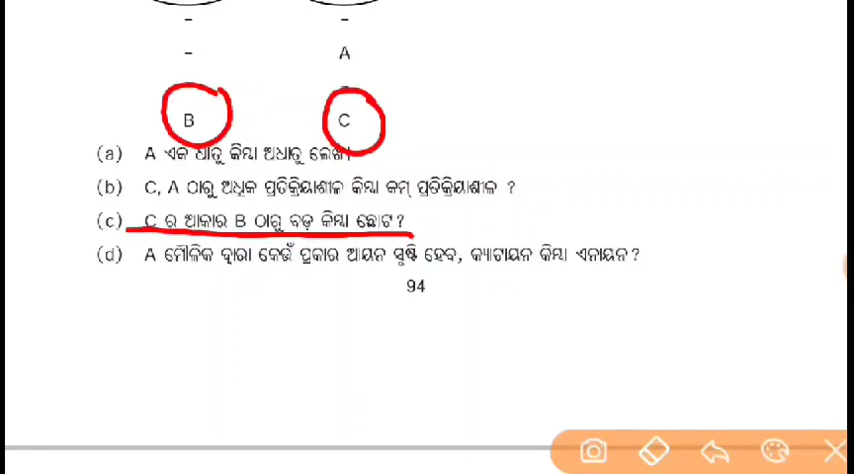 - -
- A
-
B C
(a) A ଏକ ଧାତୁ କିମ୍ବା ଅଧାତୁ ଲେଖ।
(b) C, A ଠାରୁ ଅଧିକ ପ୍ରତିକ୍ରିୟାଶୀଳ କିମ୍ବା କମ୍ ପ୍ରତିକ୍ରିୟାଶୀଳ ?
(c) C ର ଆକାର B ଠାରୁ ବଡ଼ କିମ୍ବା ଛୋଟ?
(d) A ମୌଳିକ ଦ୍ୱାରା କେଉଁ ପ୍ରକାର ଆୟନ ସୃଷ୍ଟି ହେବ, କ୍ୟାଟାୟନ କିମ୍ବା ଏନାୟନ?
94